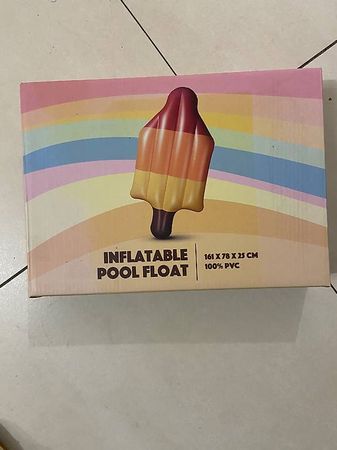 INFLATABLE
POOL FLOAT
161 X 78 X 25 CM
100% PVC